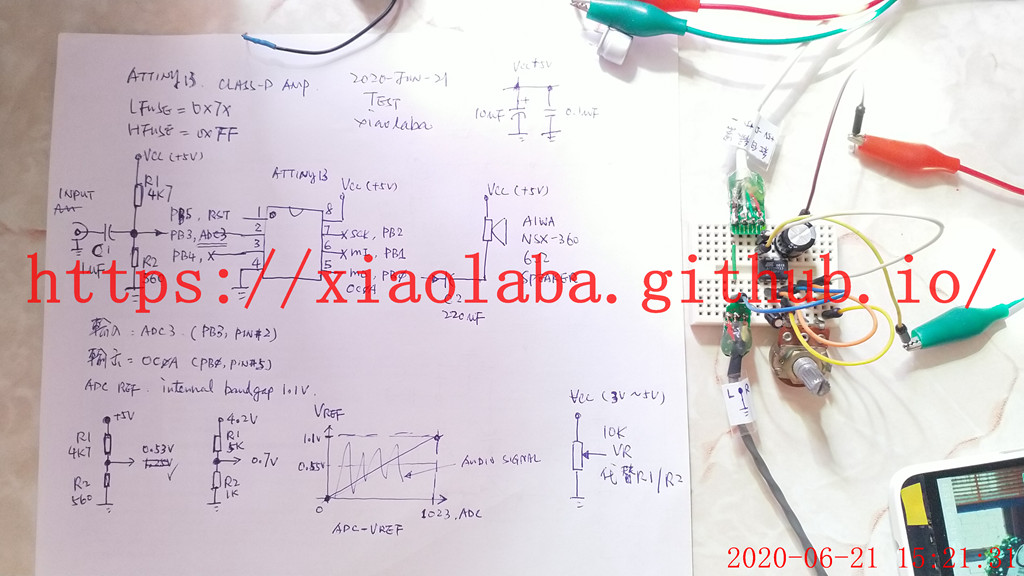 ATTINY13 CLASS-D AMP.
LFUSE = 0x7X
HFUSE = 0xFF
2020-JUN-21
TEST
xiaolaba
Vcc +5V
10uF
+
0.1uF
Vcc (+5V)
R1
4K7
INPUT
C1
1uF
R2
560
ATTINY13
PB5, RST
PB3, ADC3
PB4, X
1
2
3
4
8
7
6
5
Vcc (+5V)
X SCK, PB2
X MI, PB1
OC0A
Vcc (+5V)
AIWA
NSX-360
6Ω
SPEAKER
C2
220uF
https://xiaolaba.github.io/
輸入 : ADC3. (PB3, PIN#2)
輸出 = OC0A (PB0, PIN#5)
ADC REF. internal bandgap 1.1V.
+5V
R1
4K7
0.53V
R2
560
4.2V
R1
5K
0.7V
R2
1K
VREF
1.1V
0.55V
0
AUDIO SIGNAL
1023, ADC
ADC-VREF
Vcc (3V~5V)
10K
VR
代替R1/R2
L
R
2020-06-21 15:21:31